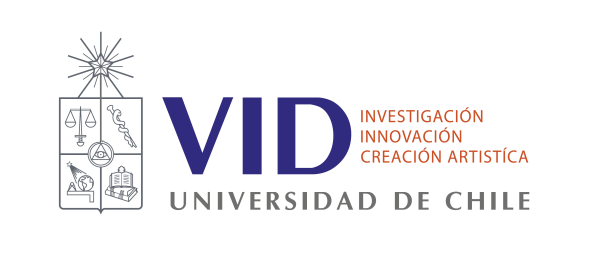 VID
INVESTIGACIÓN
INNOVACIÓN
CREACIÓN ARTISTÍCA
UNIVERSIDAD DE CHILE